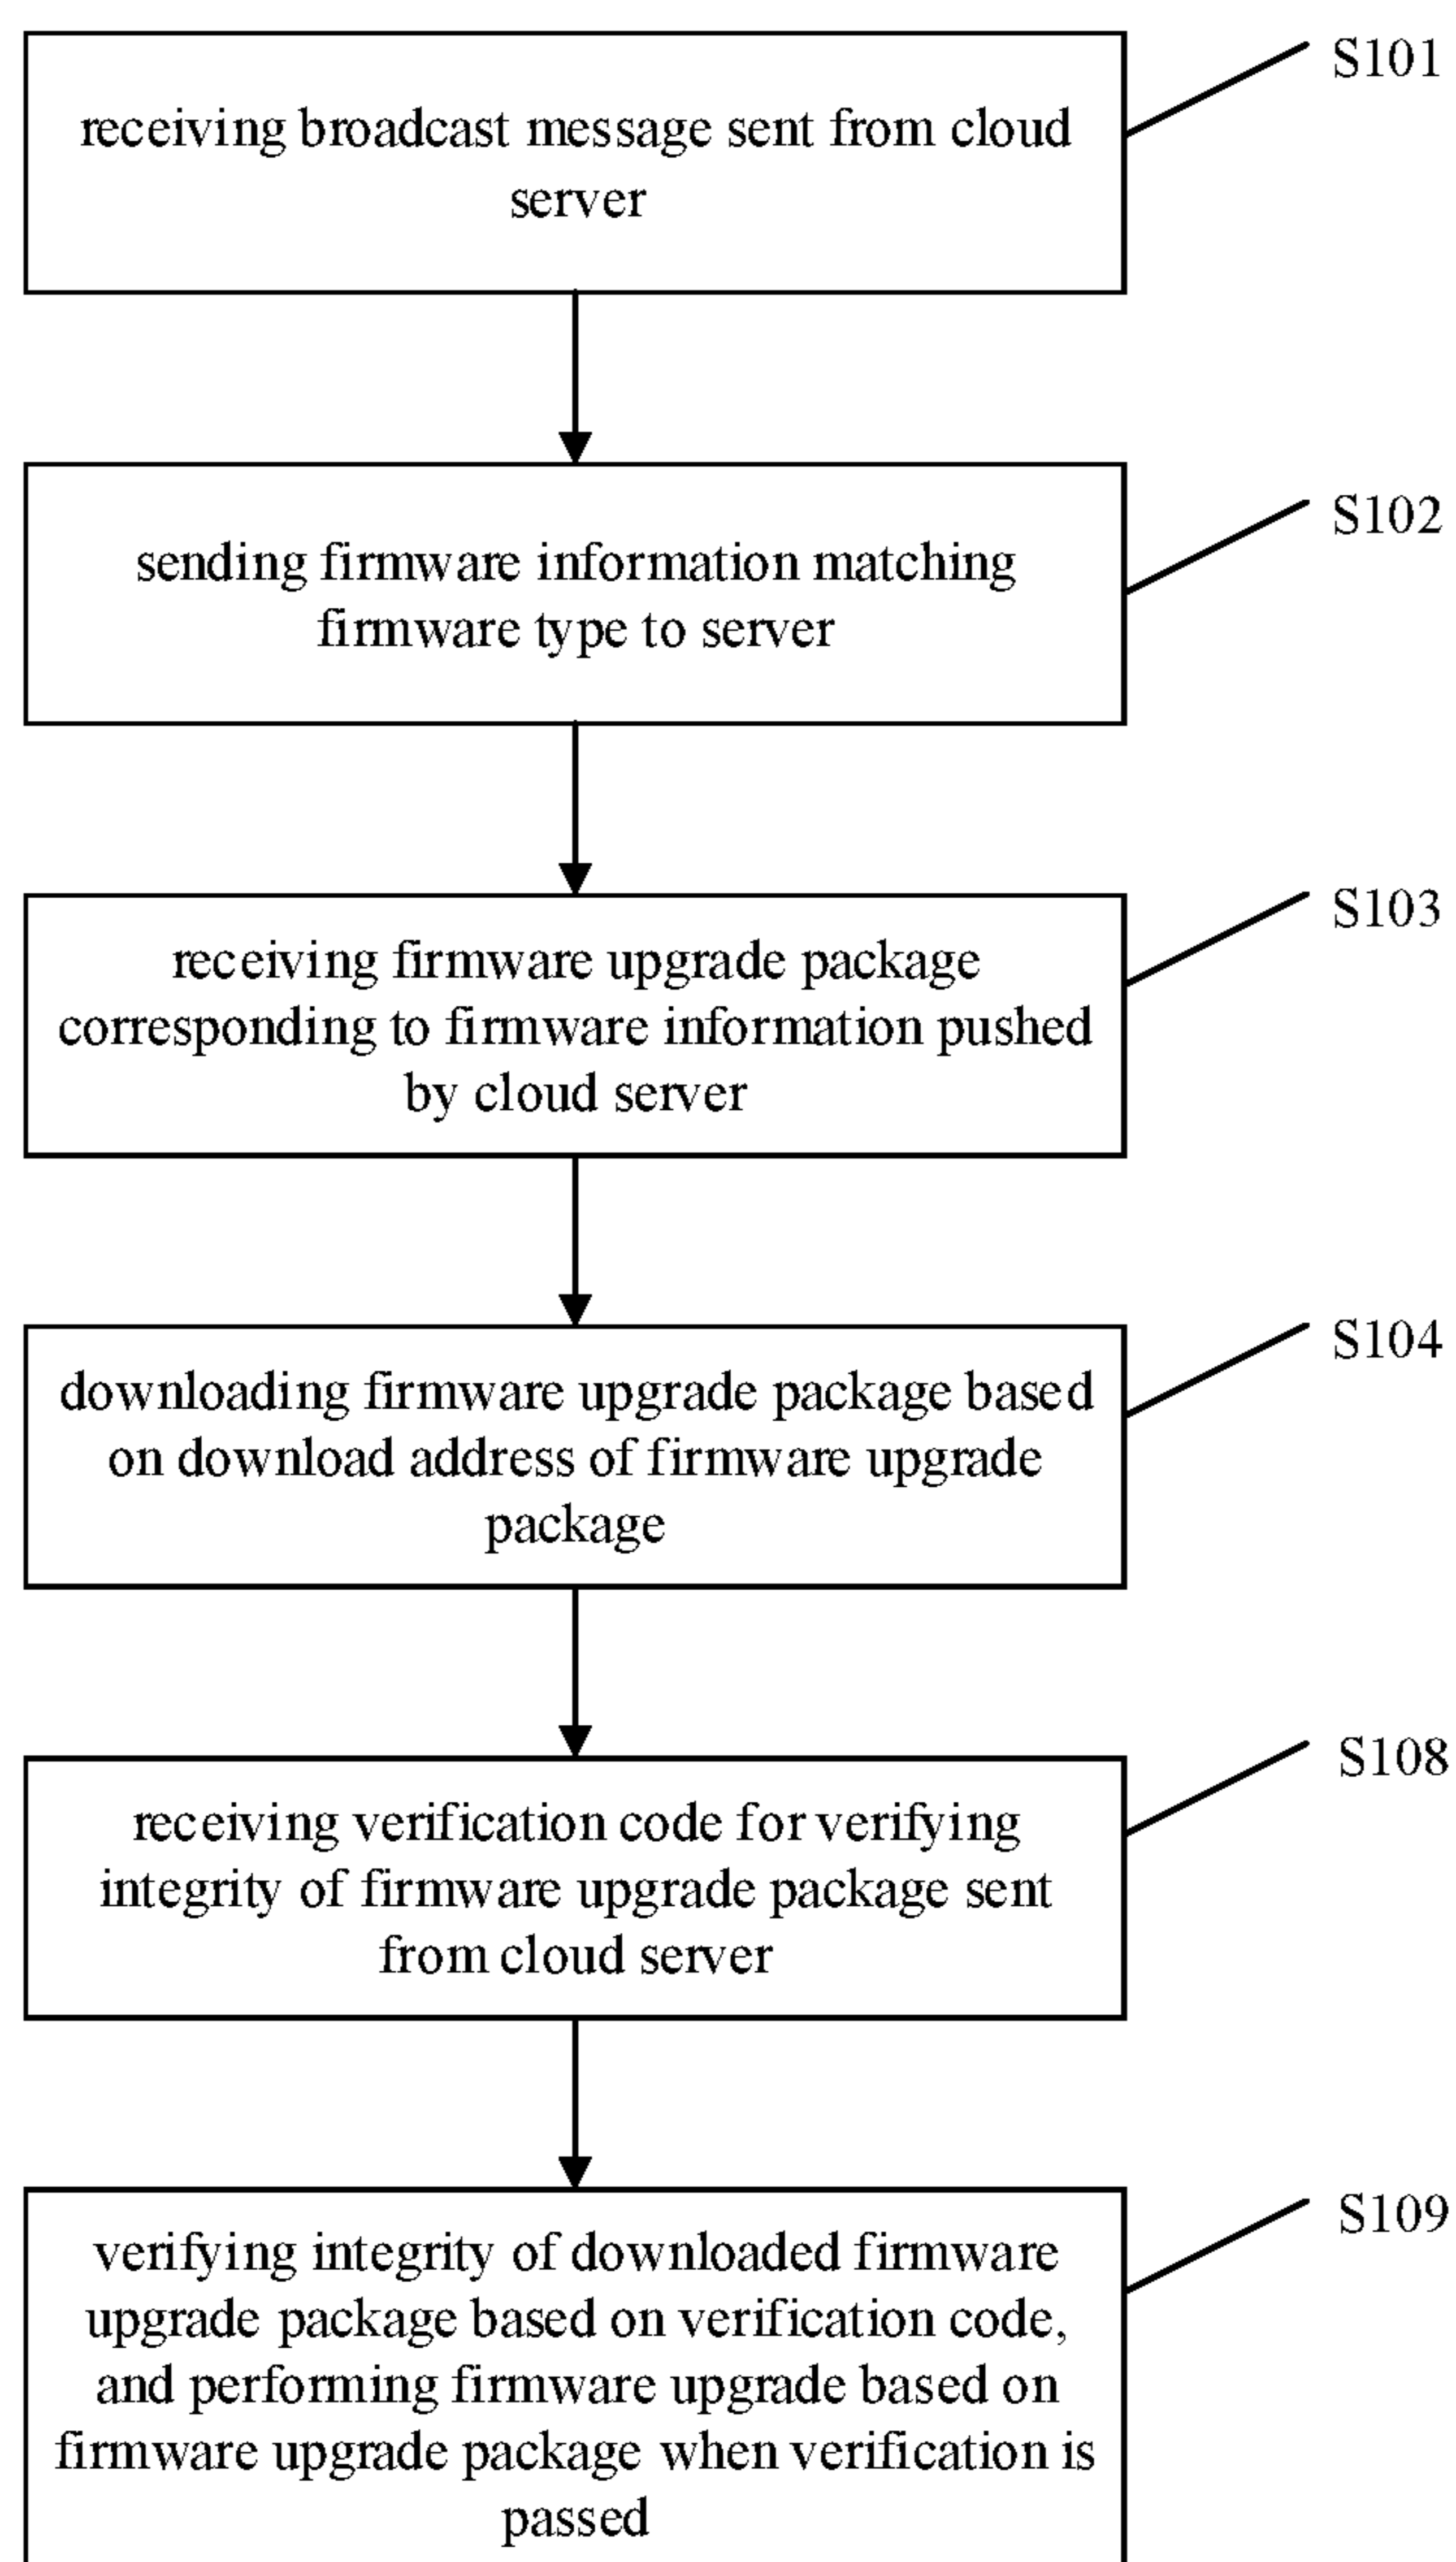 S101
receiving broadcast message sent from cloud
server
S102
sending firmware information matching
firmware type to server
S103
receiving firmware upgrade package
corresponding to firmware information pushed
by cloud server
S104
downloading firmware upgrade package based
on download address of firmware upgrade
package
S108
receiving verification code for verifying
integrity of firmware upgrade package sent
from cloud server
S109
verifying integrity of downloaded firmware
upgrade package based on verification code,
and performing firmware upgrade based on
firmware upgrade package when verification is
passed